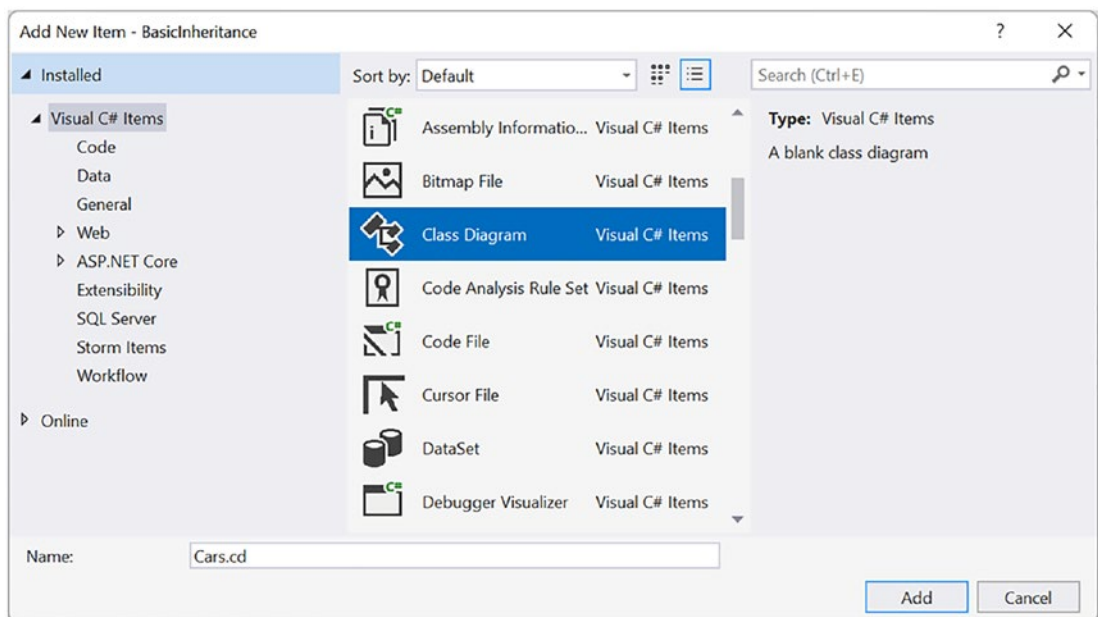 Add New Item - BasicInheritance
?
Installed
Visual C# Items
Code
Data
General
Web
ASP.NET Core
Extensibility
SQL Server
Storm Items
Workflow
Online
Sort by: Default
Assembly Informatio... Visual C# Items
Bitmap File Visual C# Items
Class Diagram Visual C# Items
Code Analysis Rule Set Visual C# Items
Code File Visual C# Items
Cursor File Visual C# Items
DataSet Visual C# Items
Debugger Visualizer Visual C# Items
Search (Ctrl+E)
Type: Visual C# Items
A blank class diagram
Name: Cars.cd
Add Cancel